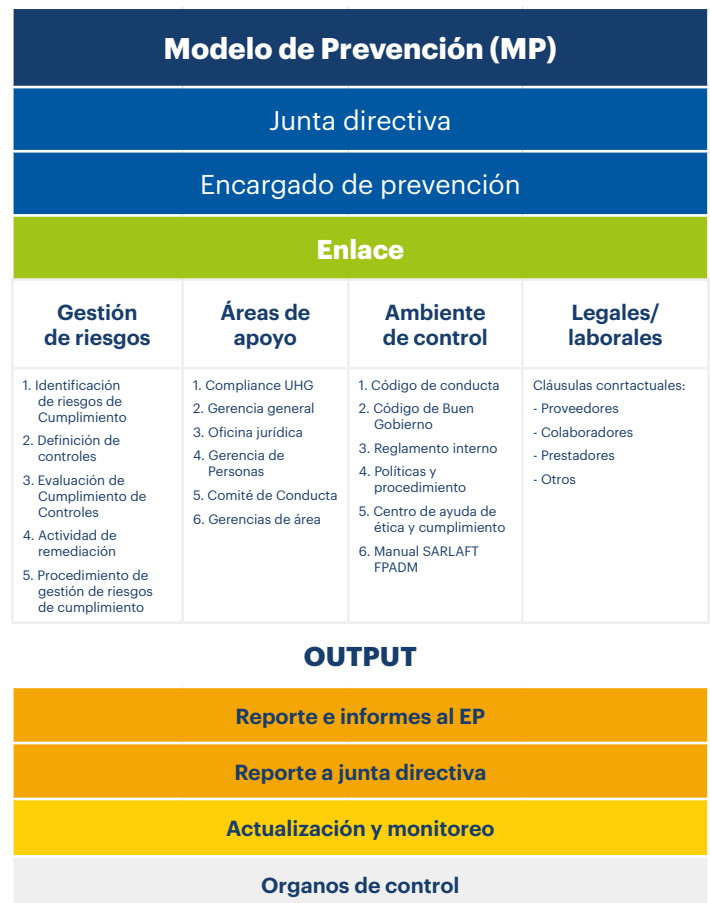 Modelo de Prevención (MP)
Junta directiva
Encargado de prevención
Enlace
Gestión
de riesgos
1. Identificación
de riesgos de
Cumplimiento
2. Definición de
controles
3. Evaluación de
Cumplimiento de
Controles
4. Actividad de
remediación
5. Procedimiento de
gestión de riesgos
de cumplimiento
Áreas de
apoyo
1. Compliance UHG
2. Gerencia general
3. Oficina jurídica
4. Gerencia de
Personas
5. Comité de Conducta
6. Gerencias de área
Ambiente
de control
1. Código de conducta
2. Código de Buen
Gobierno
3. Reglamento interno
4. Políticas y
procedimiento
5. Centro de ayuda de
ética y cumplimiento
6. Manual SARLAFT
FPADM
Legales/
laborales
Cláusulas conrtactuales:
- Proveedores
- Colaboradores
- Prestadores
- Otros
OUTPUT
Reporte e informes al EP
Reporte a junta directiva
Actualización y monitoreo
Organos de control